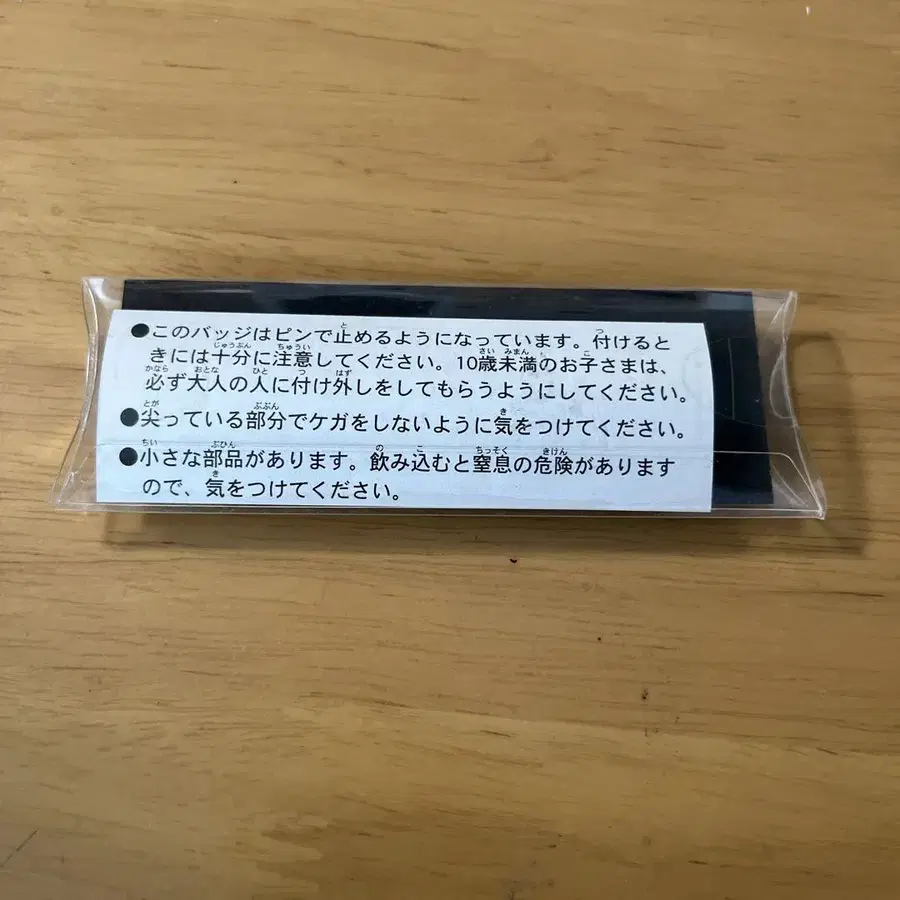 ●このバッジはピンで止めるようになっています。付けると
きには十分に注意してください。10歳未満のお子さまは、
必ず大人の人に付け外しをしてもらうようにしてください。
●尖っている部分でケガをしないように気をつけてください。
●小さな部品があります。飲み込むと窒息の危険があります
ので、気をつけてください。